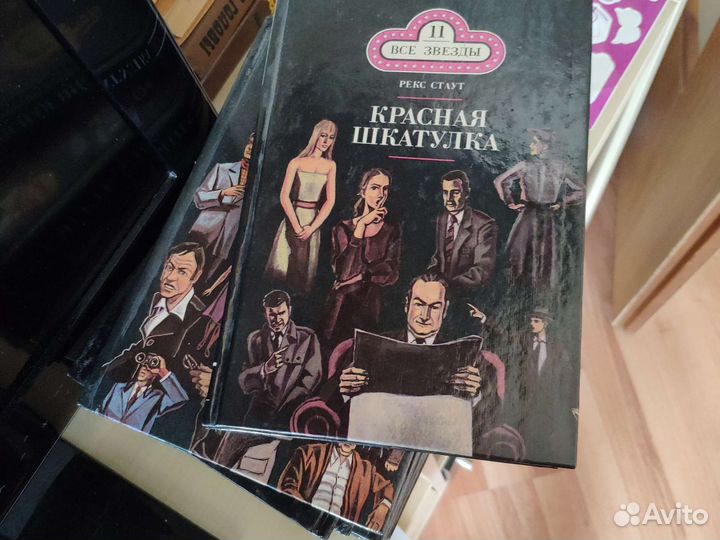 11
ВСЕ ЗВЕЗДЫ
РЕКС СТАУТ
КРАСНАЯ
ШКАТУЛКА
Avito